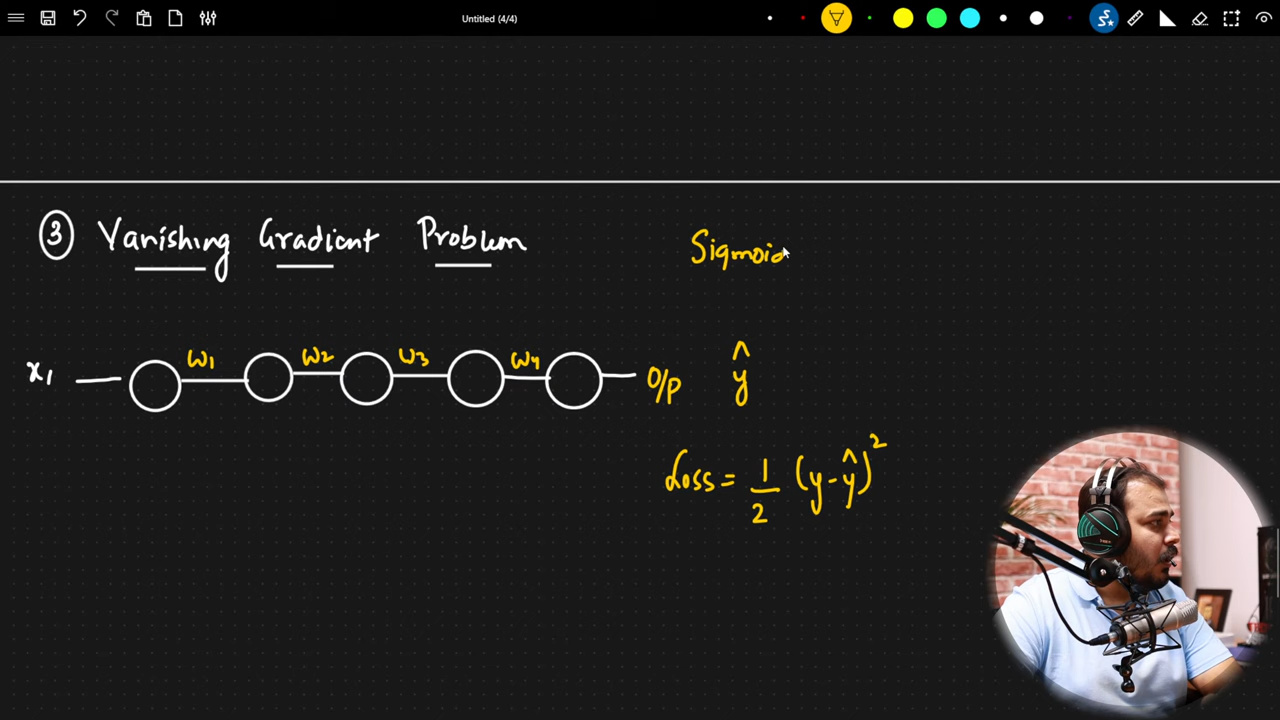 Untitled (4/4)
3 Vanishing Gradient Problem
Sigmoid
x1 w1 w2 w3 w4 O/P ŷ
Loss = 1/2 (y-ŷ)²